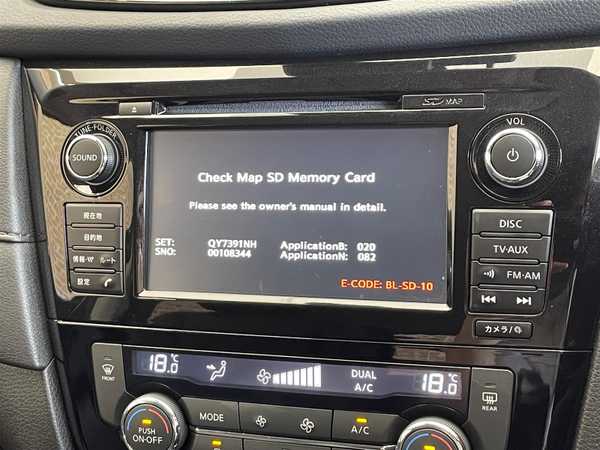 SD MAP
TUNE·FOLDER
SOUND
VOL
現在地
目的地
情報·VP ルート
設定
Check Map SD Memory Card
Please see the owner's manual in detail.
SET: QY7391NH ApplicationB: 020
SNO: 00108344 ApplicationN: 082
E-CODE: BL-SD-10
DISC
TV·AUX
FM·AM
カメラ/
18.0 °C
DUAL
A/C
18.0 °C
FRONT
REAR
PUSH
ON·OFF
MODE
A/C